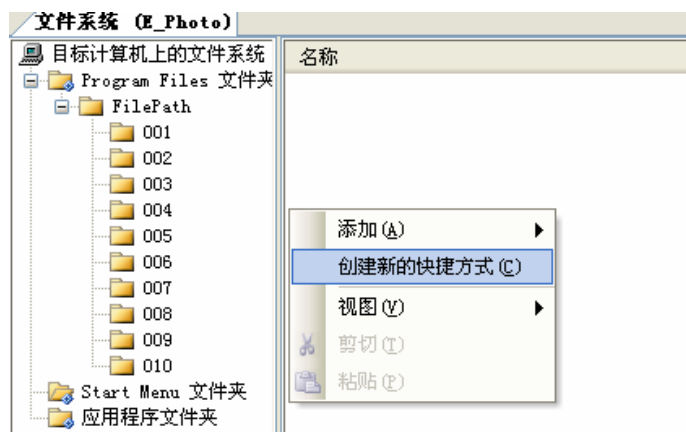 文件系统 (E_Photo)
目标计算机上的文件系统
名称
Program Files 文件夹
FilePath
001
002
003
004
005
006
007
008
009
010
Start Menu 文件夹
应用程序文件夹
添加(A)
创建新的快捷方式(C)
视图(V)
剪切(T)
粘贴(P)